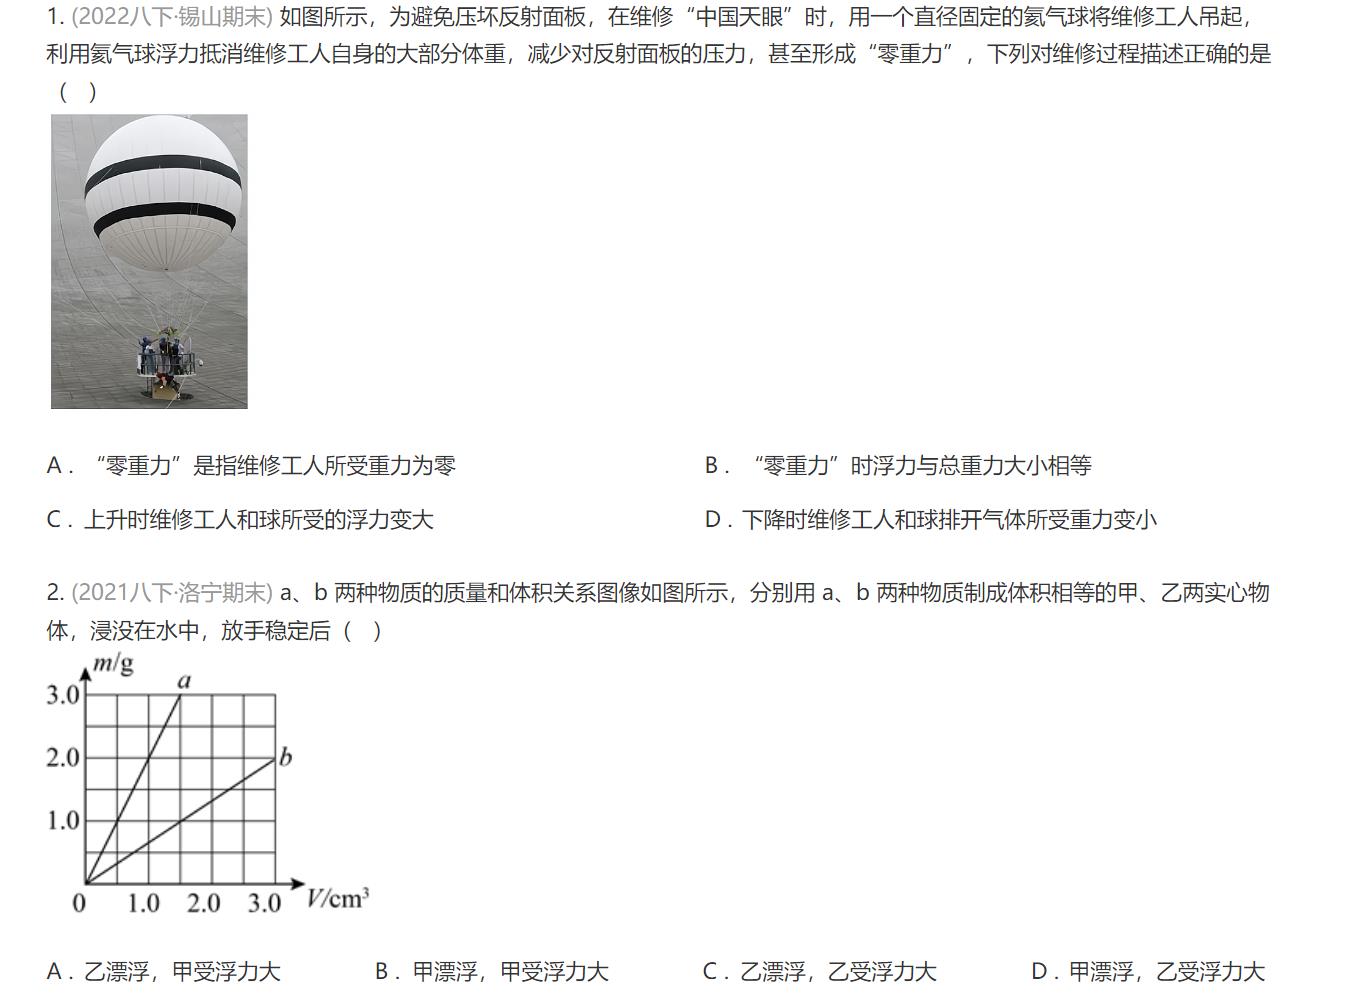 1. (2022八下·锡山期末) 如图所示，为避免压坏反射面板，在维修“中国天眼”时，用一个直径固定的氦气球将维修工人吊起，
利用氦气球浮力抵消维修工人自身的大部分体重，减少对反射面板的压力，甚至形成“零重力”，下列对维修过程描述正确的是
（ ）
A．“零重力”是指维修工人所受重力为零
B．“零重力”时浮力与总重力大小相等
C．上升时维修工人和球所受的浮力变大
D．下降时维修工人和球排开气体所受重力变小
2. (2021八下·洛宁期末) a、b 两种物质的质量和体积关系图像如图所示，分别用 a、b 两种物质制成体积相等的甲、乙两实心物
体，浸没在水中，放手稳定后（ ）
m/g
a
3.0
2.0
b
1.0
0 1.0 2.0 3.0 V/cm³
A．乙漂浮，甲受浮力大
B．甲漂浮，甲受浮力大
C．乙漂浮，乙受浮力大
D．甲漂浮，乙受浮力大